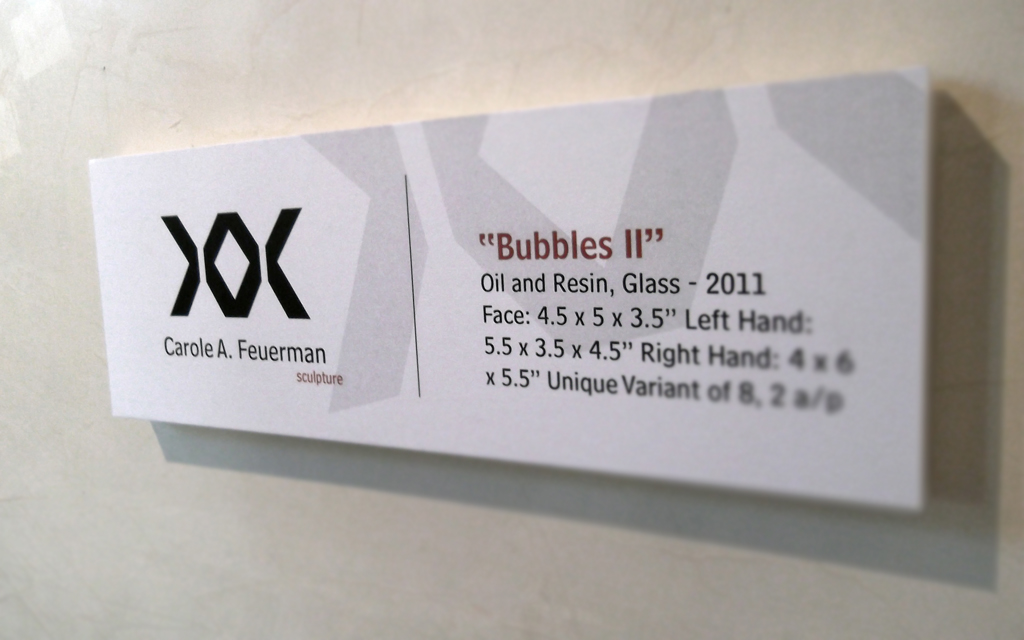 Carole A. Feuerman
sculpture
“Bubbles II”
Oil and Resin, Glass - 2011
Face: 4.5 x 5 x 3.5” Left Hand:
5.5 x 3.5 x 4.5” Right Hand: 4 x 6
x 5.5” Unique Variant of 8, 2 a/p